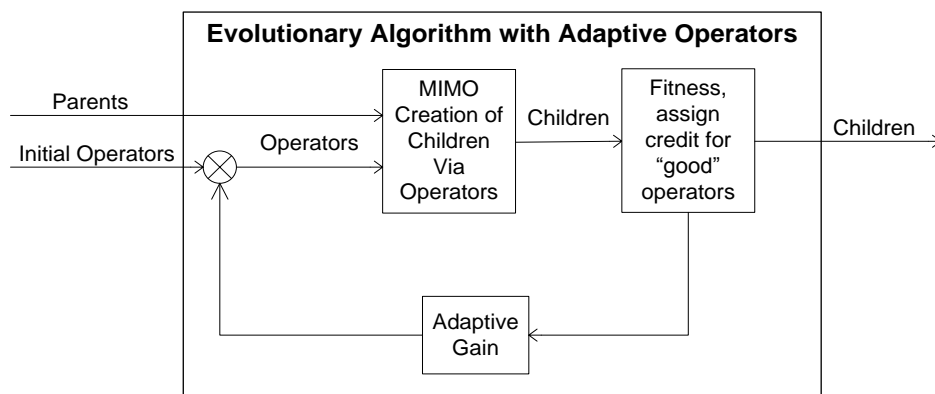 Evolutionary Algorithm with Adaptive Operators
Parents
Initial Operators
Operators
MIMO
Creation of
Children
Via
Operators
Children
Fitness,
assign
credit for
“good”
operators
Children
Adaptive
Gain